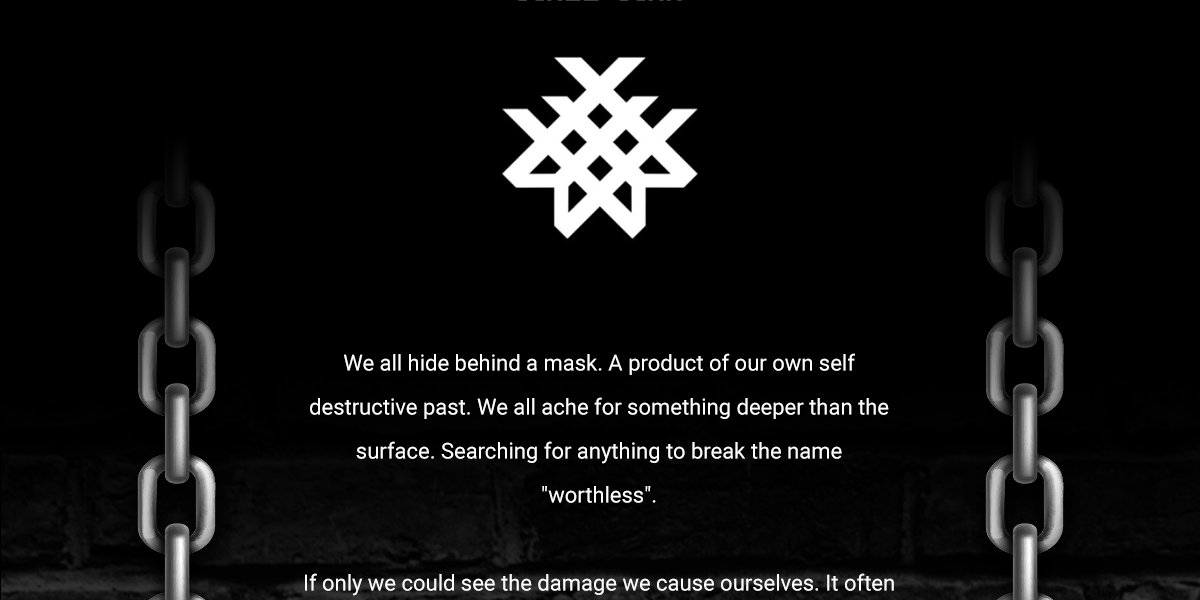 We all hide behind a mask. A product of our own self
destructive past. We all ache for something deeper than the
surface. Searching for anything to break the name
"worthless".
If only we could see the damage we cause ourselves. It often